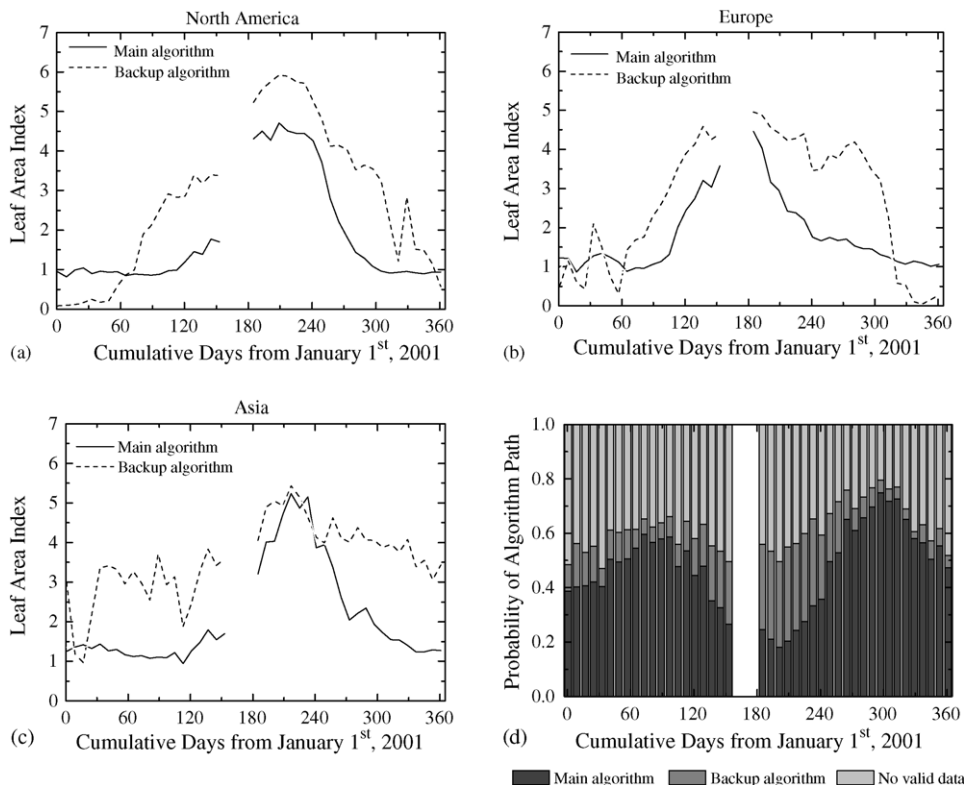 North America
Main algorithm
Backup algorithm
Leaf Area Index
7
6
5
4
3
2
1
0
0 60 120 180 240 300 360
(a)
Cumulative Days from January 1st, 2001
Europe
Main algorithm
Backup algorithm
Leaf Area Index
7
6
5
4
3
2
1
0
0 60 120 180 240 300 360
(b)
Cumulative Days from January 1st, 2001
Asia
Main algorithm
Backup algorithm
Leaf Area Index
7
6
5
4
3
2
1
0
0 60 120 180 240 300 360
(c)
Cumulative Days from January 1st, 2001
Probability of Algorithm Path
1.0
0.8
0.6
0.4
0.2
0.0
0 60 120 180 240 300 360
(d)
Cumulative Days from January 1st, 2001
Main algorithm Backup algorithm No valid data